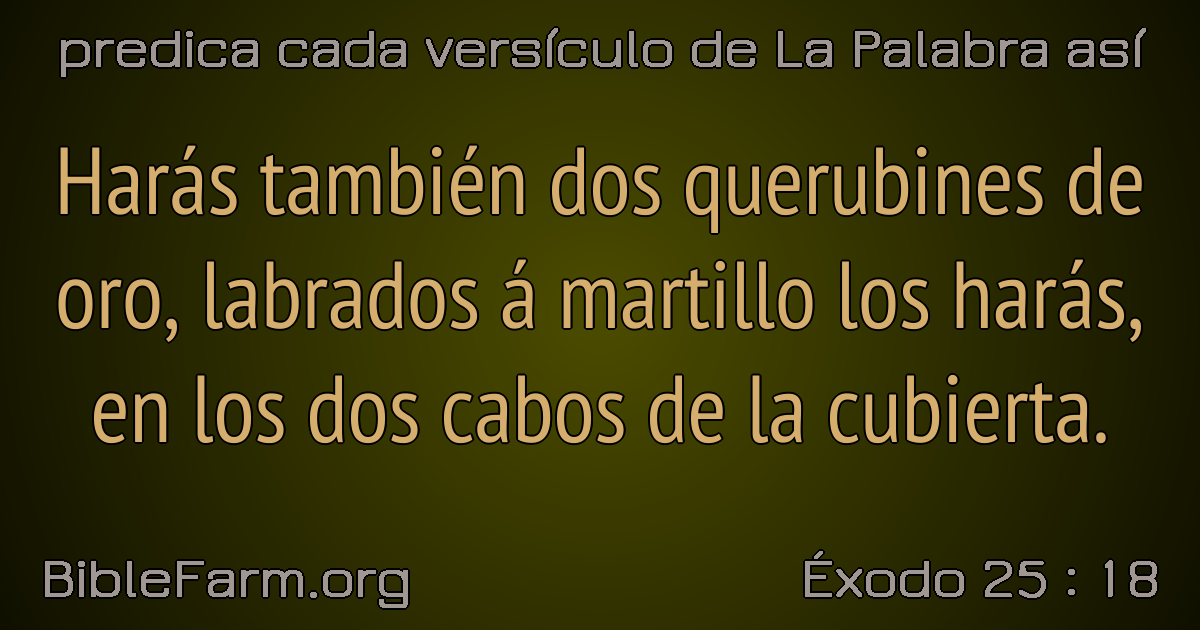 predica cada versículo de La Palabra así
Harás también dos querubines de
oro, labrados á martillo los harás,
en los dos cabos de la cubierta.
BibleFarm.org
Éxodo 25 : 18